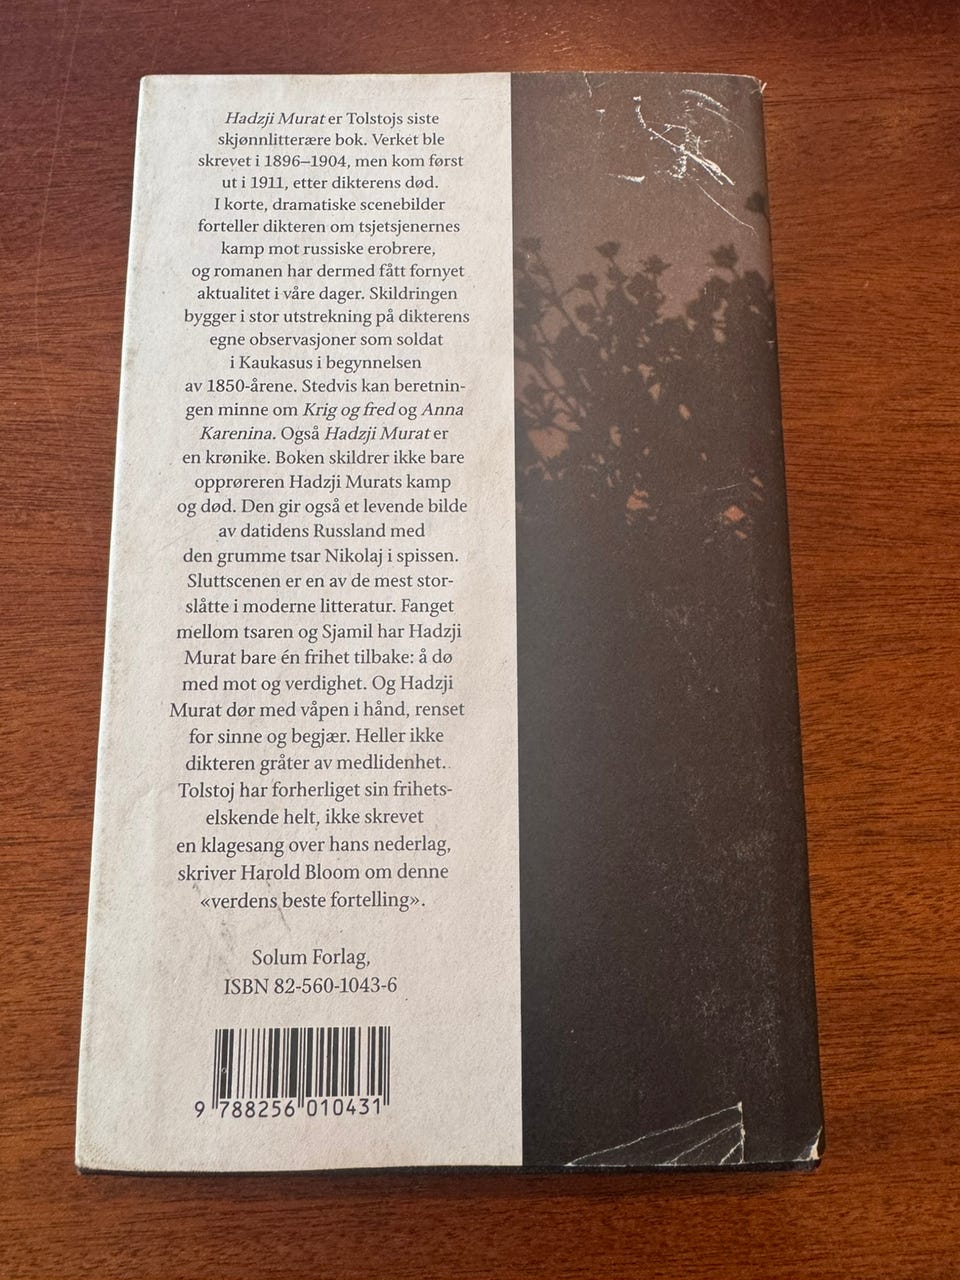 Hadzji Murat er Tolstojs siste
skjønnlitterære bok. Verket ble
skrevet i 1896–1904, men kom først
ut i 1911, etter dikterens død.
I korte, dramatiske scenebilder
forteller dikteren om tsjetsjenernes
kamp mot russiske erobrere,
og romanen har dermed fått fornyet
aktualitet i våre dager. Skildringen
bygger i stor utstrekning på dikterens
egne observasjoner som soldat
i Kaukasus i begynnelsen
av 1850-årene. Stedvis kan beretnin-
gen minne om Krig og fred og Anna
Karenina. Også Hadzji Murat er
en krønike. Boken skildrer ikke bare
opprøreren Hadzji Murats kamp
og død. Den gir også et levende bilde
av datidens Russland med
den grumme tsar Nikolaj i spissen.
Sluttscenen er en av de mest stor-
slåtte i moderne litteratur. Fanget
mellom tsaren og Sjamil har Hadzji
Murat bare én frihet tilbake: å dø
med mot og verdighet. Og Hadzji
Murat dør med våpen i hånd, renset
for sinne og begjær. Heller ikke
dikteren gråter av medlidenhet.
Tolstoj har forherliget sin frihets-
elskende helt, ikke skrevet
en klagesang over hans nederlag,
skriver Harold Bloom om denne
«verdens beste fortelling».
Solum Forlag,
ISBN 82-560-1043-6
9 788256 010431